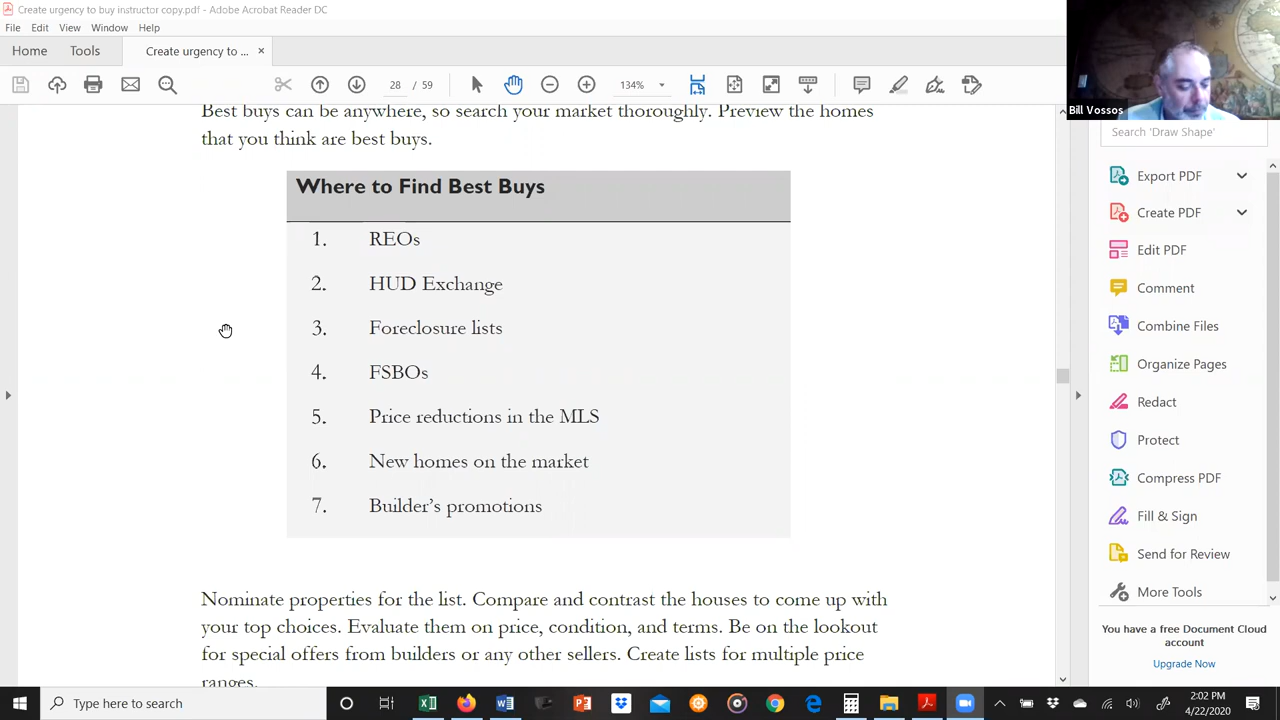 Create urgency to buy instructor copy.pdf - Adobe Acrobat Reader DC
File Edit View Window Help
Home Tools Create urgency to ... ×
28 / 59 134%
Bill Vossos
Best buys can be anywhere, so search your market thoroughly. Preview the homes
that you think are best buys.
Where to Find Best Buys
1. REOs
2. HUD Exchange
3. Foreclosure lists
4. FSBOs
5. Price reductions in the MLS
6. New homes on the market
7. Builder's promotions
Nominate properties for the list. Compare and contrast the houses to come up with
your top choices. Evaluate them on price, condition, and terms. Be on the lookout
for special offers from builders or any other sellers. Create lists for multiple price
ranges.
Search 'Draw Shape'
Export PDF
Create PDF
Edit PDF
Comment
Combine Files
Organize Pages
Redact
Protect
Compress PDF
Fill & Sign
Send for Review
More Tools
You have a free Document Cloud
account
Upgrade Now
Type here to search
2:02 PM
4/22/2020